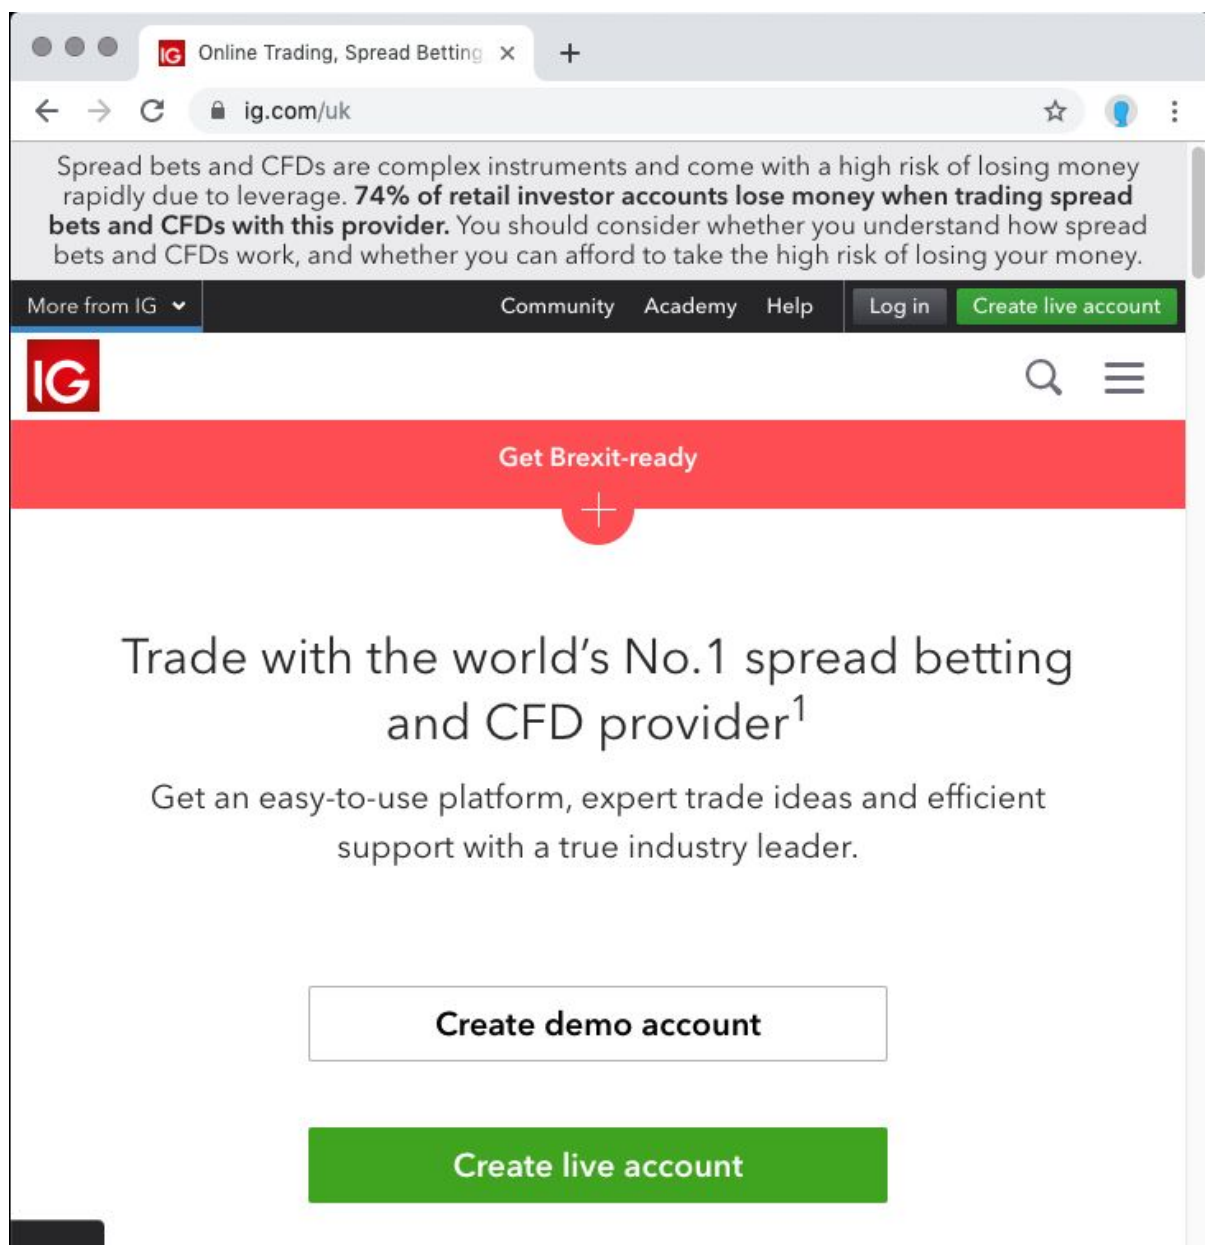 IG Online Trading, Spread Betting
ig.com/uk
Spread bets and CFDs are complex instruments and come with a high risk of losing money
rapidly due to leverage. 74% of retail investor accounts lose money when trading spread
bets and CFDs with this provider. You should consider whether you understand how spread
bets and CFDs work, and whether you can afford to take the high risk of losing your money.
More from IG Community Academy Help Log in Create live account
IG
Get Brexit-ready
Trade with the world's No.1 spread betting
and CFD provider¹
Get an easy-to-use platform, expert trade ideas and efficient
support with a true industry leader.
Create demo account
Create live account